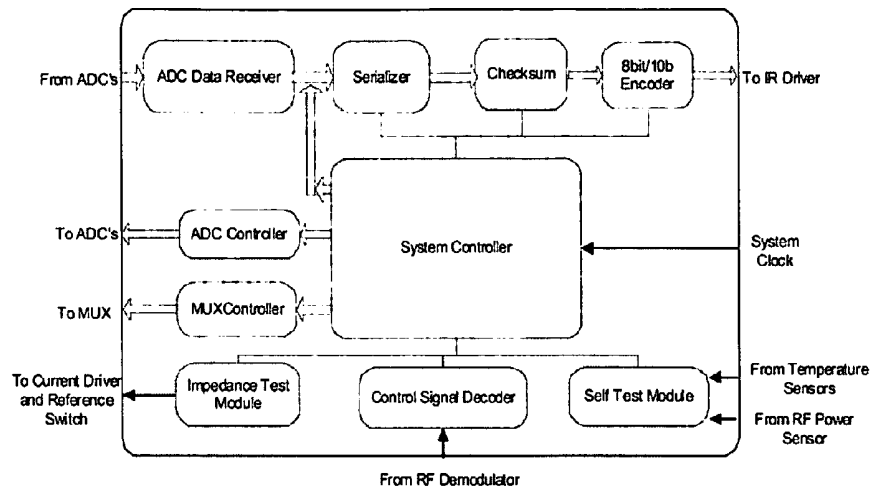 From ADC's
ADC Data Receiver
Serializer
Checksum
8bit/10b
Encoder
To IR Driver
To ADC's
ADC Controller
System Controller
System
Clock
To MUX
MUXController
To Current Driver
and Reference
Switch
Impedance Test
Module
Control Signal Decoder
Self Test Module
From Temperature
Sensors
From RF Power
Sensor
From RF Demodulator